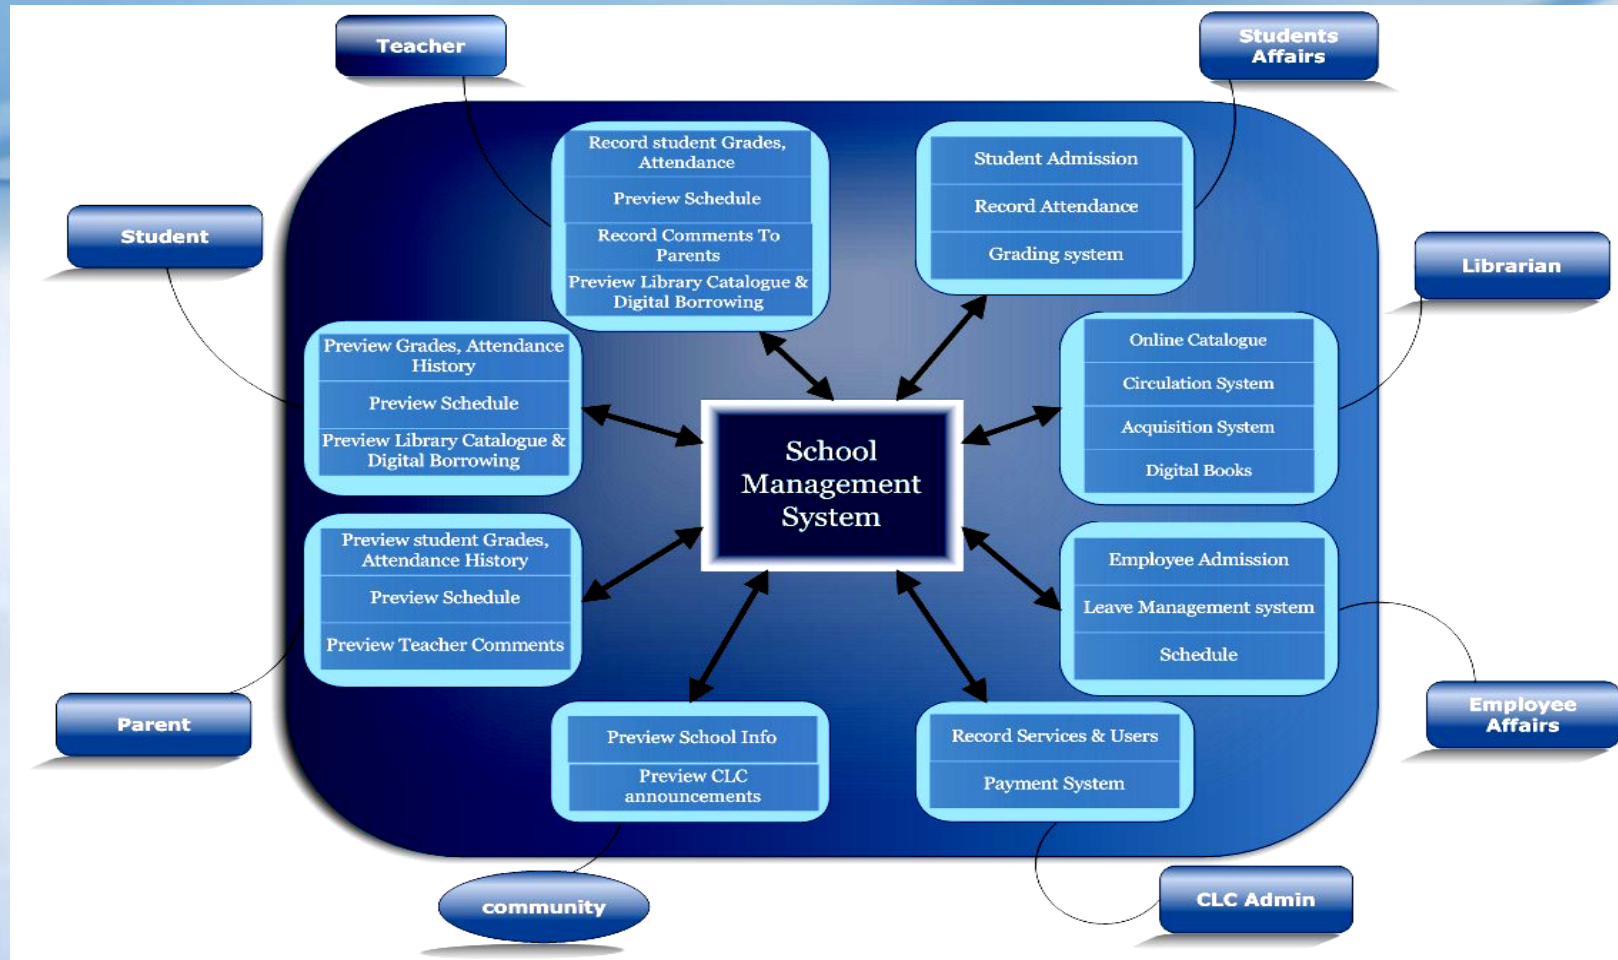 Teacher
Students
Affairs
Record student Grades,
Attendance
Preview Schedule
Record Comments To
Parents
Preview Library Catalogue &
Digital Borrowing
Student Admission
Record Attendance
Grading system
Student
Librarian
Preview Grades, Attendance
History
Preview Schedule
Preview Library Catalogue &
Digital Borrowing
Online Catalogue
Circulation System
Acquisition System
Digital Books
School
Management
System
Preview student Grades,
Attendance History
Preview Schedule
Preview Teacher Comments
Employee Admission
Leave Management system
Schedule
Parent
Employee
Affairs
Preview School Info
Preview CLC
announcements
Record Services & Users
Payment System
community
CLC Admin